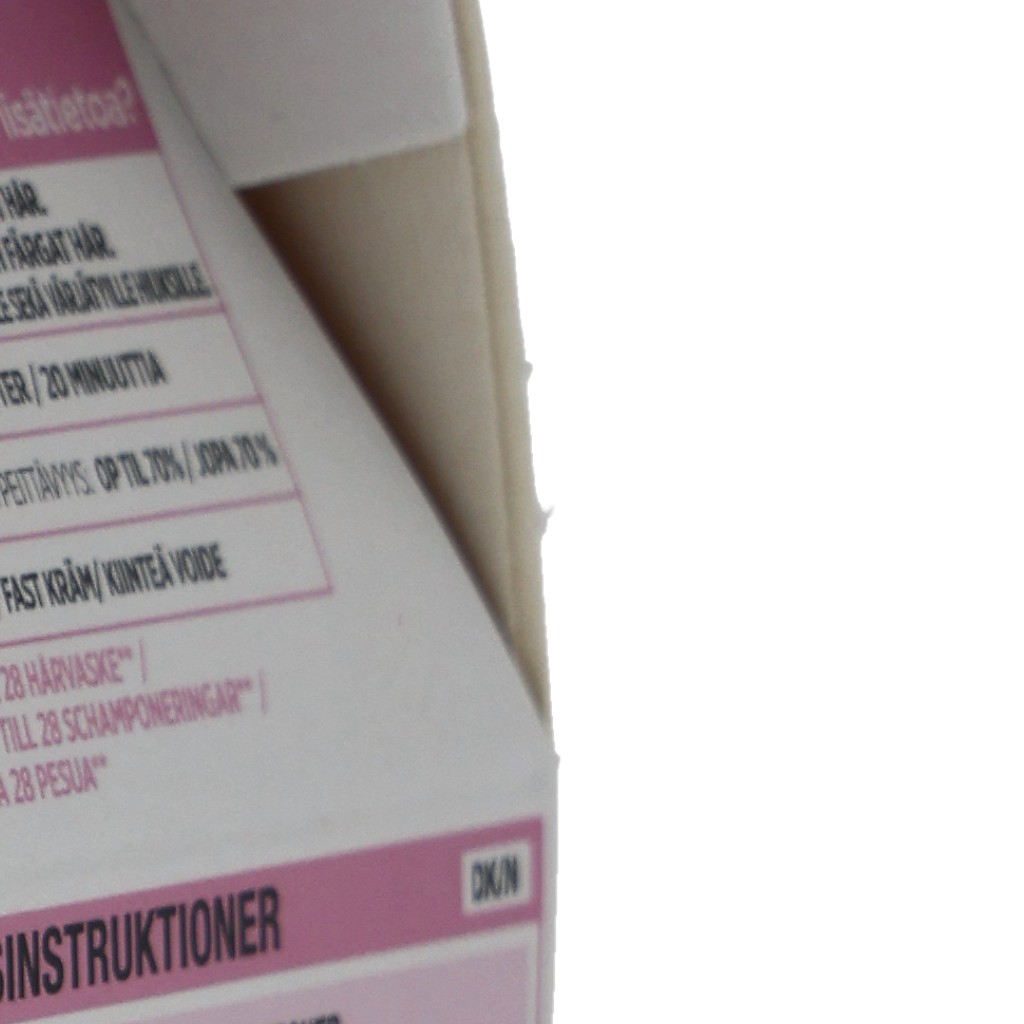 lisätietoa?
HÅR.
FÄRGAT HÅR.
SEKÄ VÄRJÄTYILLE HIUKSILLE.
TER / 20 MINUUTTIA
PEITTÄVYYS: OP TIL 70% / JOPA 70 %
FAST KRÄM/ KIINTEÄ VOIDE
28 HÅRVASKE** /
TILL 28 SCHAMPONERINGAR** /
A 28 PESUA**
DK/N
SINSTRUKTIONER